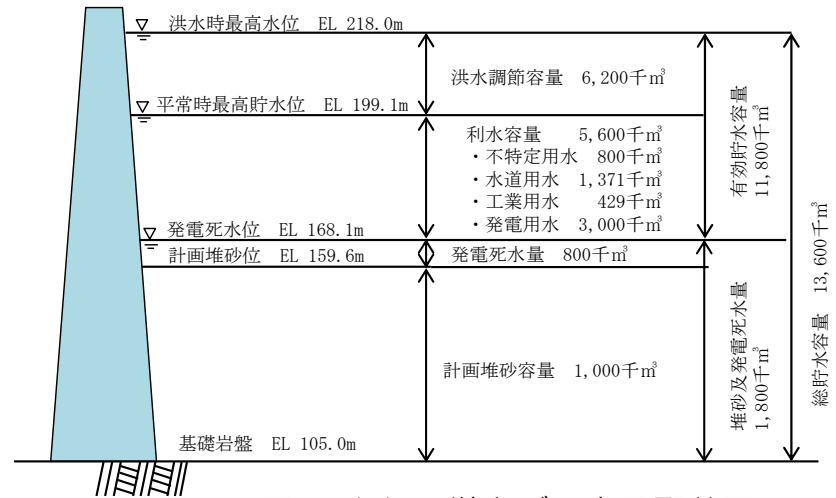 洪水時最高水位 EL 218.0m
洪水調節容量 6,200千㎥
平常時最高貯水位 EL 199.1m
利水容量 5,600千㎥
・不特定用水 800千㎥
・水道用水 1,371千㎥
・工業用水 429千㎥
・発電用水 3,000千㎥
有効貯水容量
11,800千㎥
発電死水位 EL 168.1m
発電死水量 800千㎥
計画堆砂位 EL 159.6m
計画堆砂容量 1,000千㎥
堆砂及発電死水量
1,800千㎥
総貯水容量 13,600千㎥
基礎岩盤 EL 105.0m